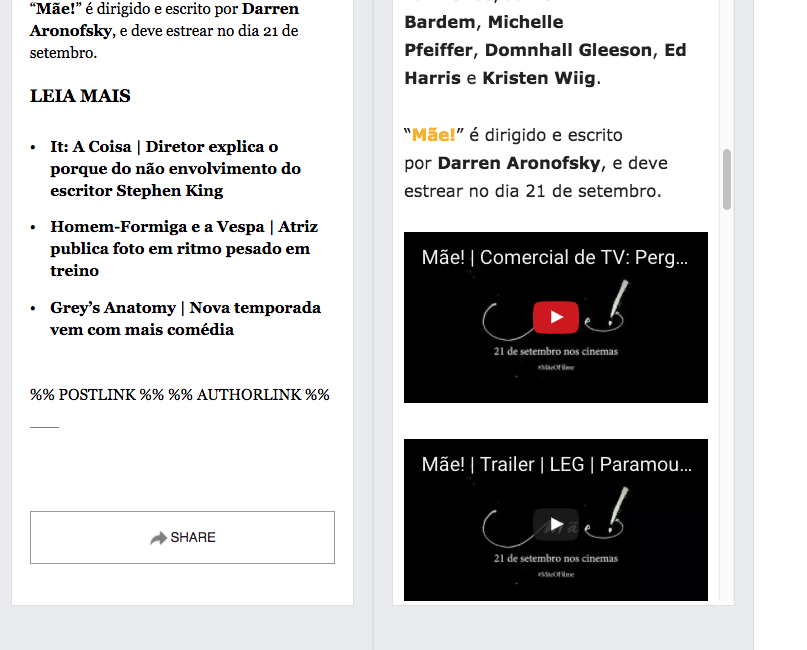 “Mãe!” é dirigido e escrito por Darren
Aronofsky, e deve estrear no dia 21 de
setembro.
LEIA MAIS
• It: A Coisa | Diretor explica o
porque do não envolvimento do
escritor Stephen King
• Homem-Formiga e a Vespa | Atriz
publica foto em ritmo pesado em
treino
• Grey’s Anatomy | Nova temporada
vem com mais comédia
%% POSTLINK %% %% AUTHORLINK %%
SHARE
Bardem, Michelle
Pfeiffer, Domnhall Gleeson, Ed
Harris e Kristen Wiig.
“Mãe!” é dirigido e escrito
por Darren Aronofsky, e deve
estrear no dia 21 de setembro.
Mãe! | Comercial de TV: Perg...
21 de setembro nos cinemas
#MãeOFilme
Mãe! | Trailer | LEG | Paramou...
21 de setembro nos cinemas
#MãeOFilme